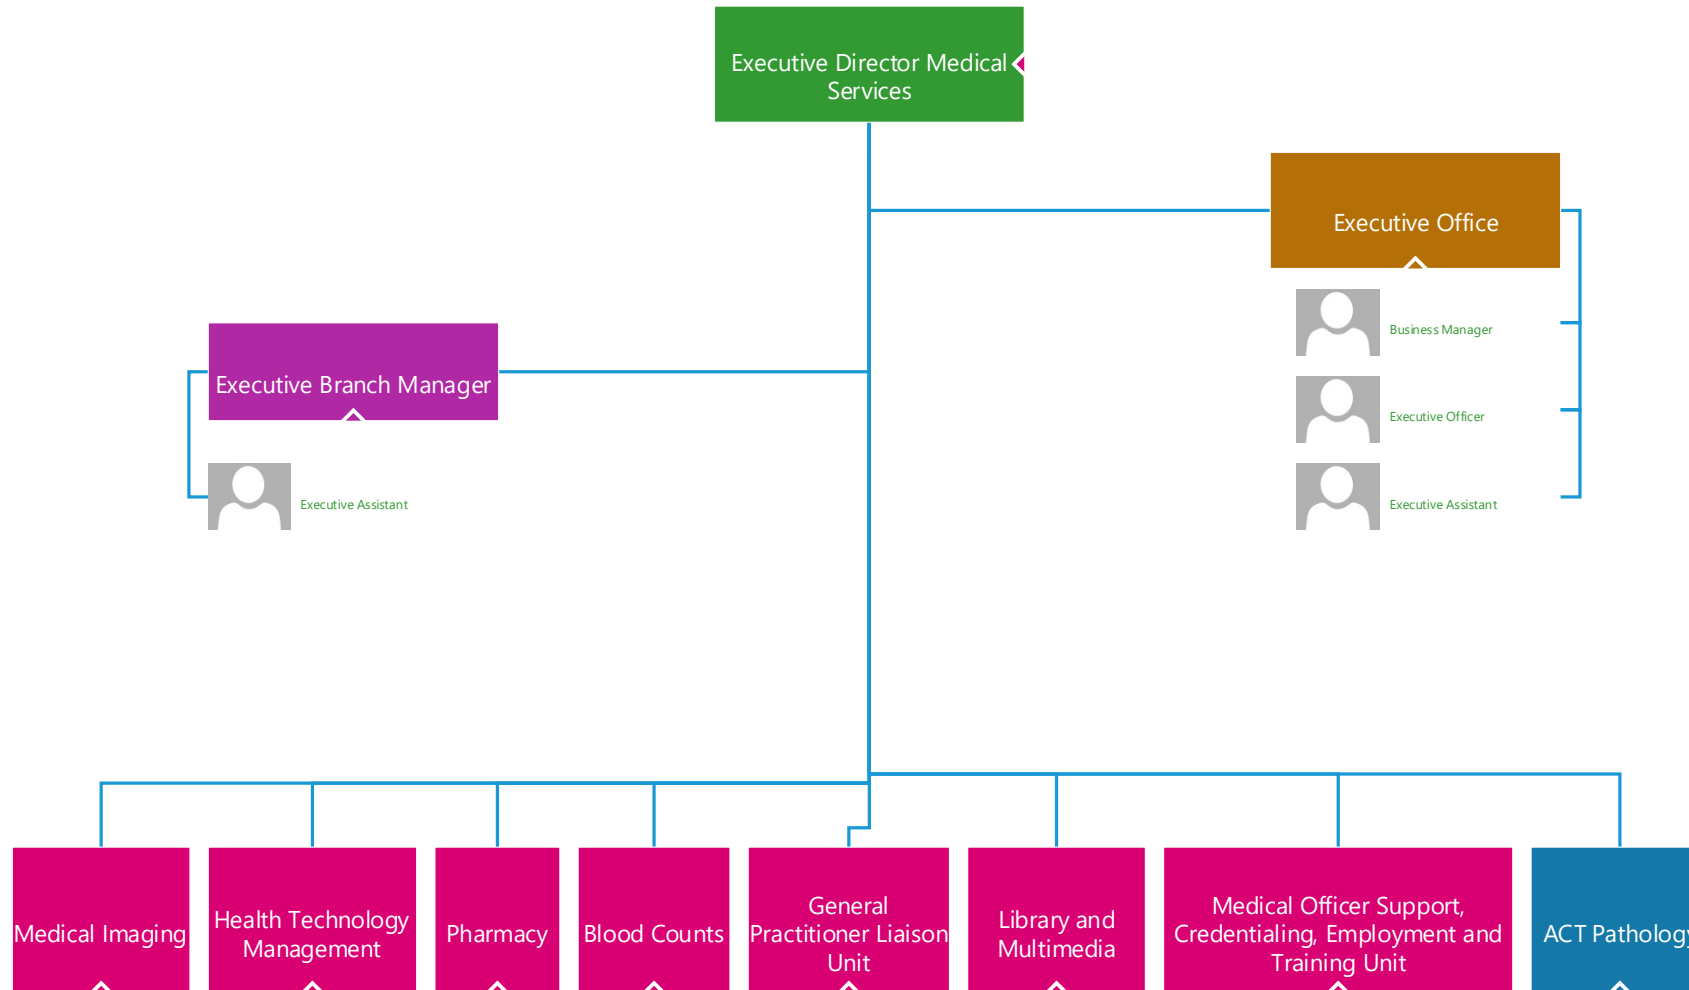 Executive Director Medical
Services
Executive Office
Business Manager
Executive Branch Manager
Executive Officer
Executive Assistant
Executive Assistant
Medical Imaging
Health Technology
Management
Pharmacy
Blood Counts
General
Practitioner Liaison
Unit
Library and
Multimedia
Medical Officer Support,
Credentialing, Employment and
Training Unit
ACT Pathology